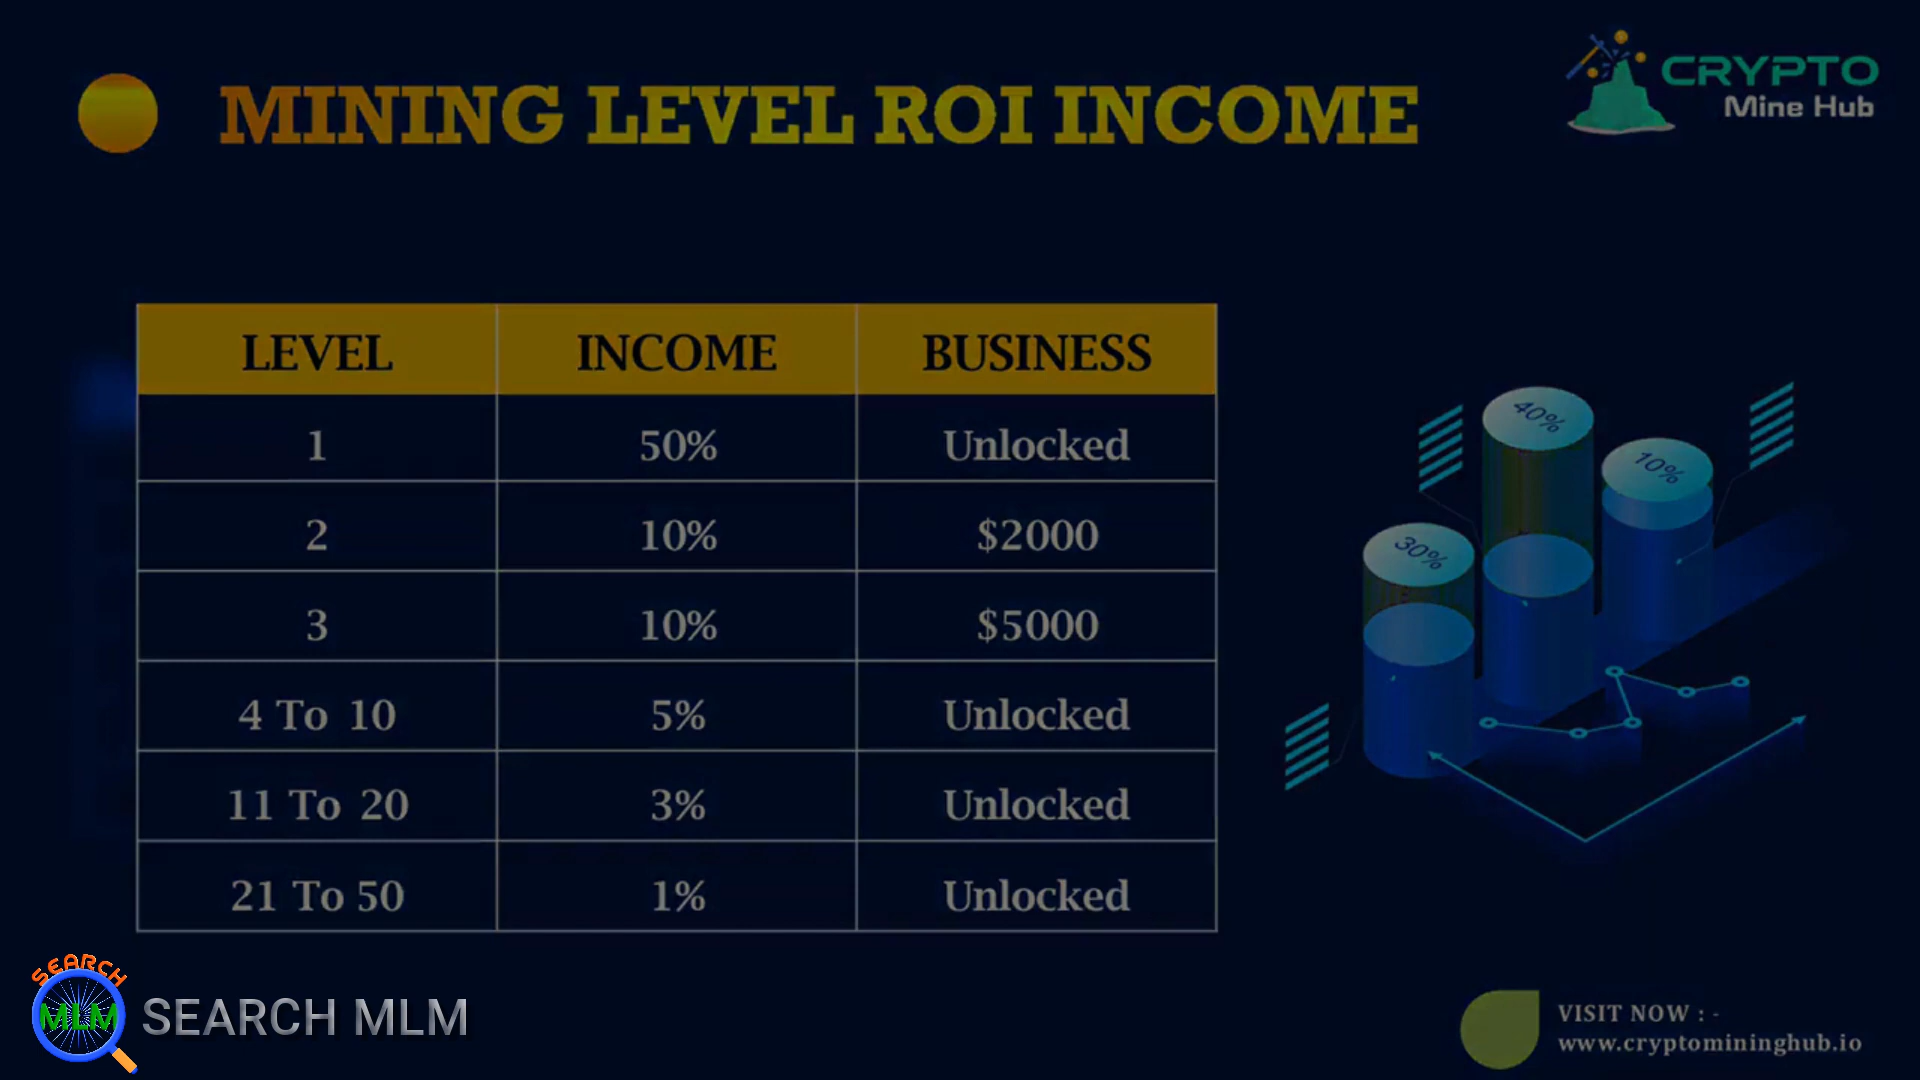 MINING LEVEL ROI INCOME
CRYPTO
Mine Hub
LEVEL INCOME BUSINESS
1 50% Unlocked
2 10% $2000
3 10% $5000
4 To 10 5% Unlocked
11 To 20 3% Unlocked
21 To 50 1% Unlocked
40%
10%
30%
SEARCH
MLM
SEARCH MLM
VISIT NOW : -
www.cryptomininghub.io